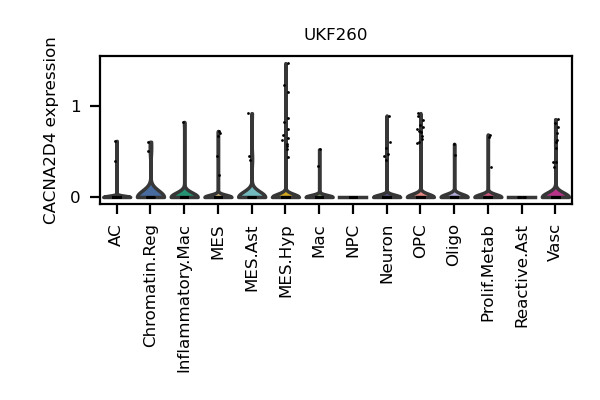 UKF260
CACNA2D4 expression
1
0
AC
Chromatin.Reg
Inflammatory.Mac
MES
MES.Ast
MES.Hyp
Mac
NPC
Neuron
OPC
Oligo
Prolif.Metab
Reactive.Ast
Vasc